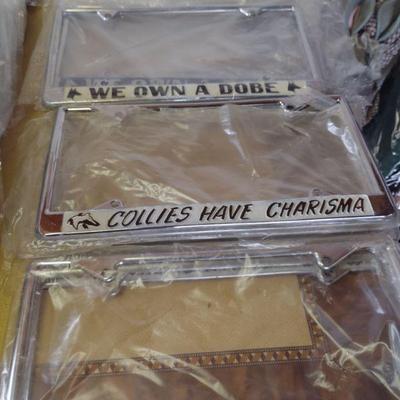 WE OWN A DOBE
COLLIES HAVE CHARISMA